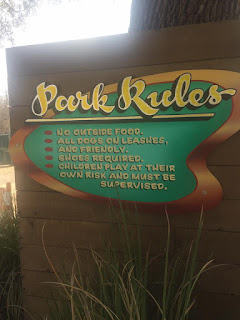 Park Rules
NO OUTSIDE FOOD.
ALL DOGS ON LEASHES,
AND FRIENDLY.
SHOES REQUIRED.
CHILDREN PLAY AT THEIR
OWN RISK AND MUST BE
SUPERVISED.